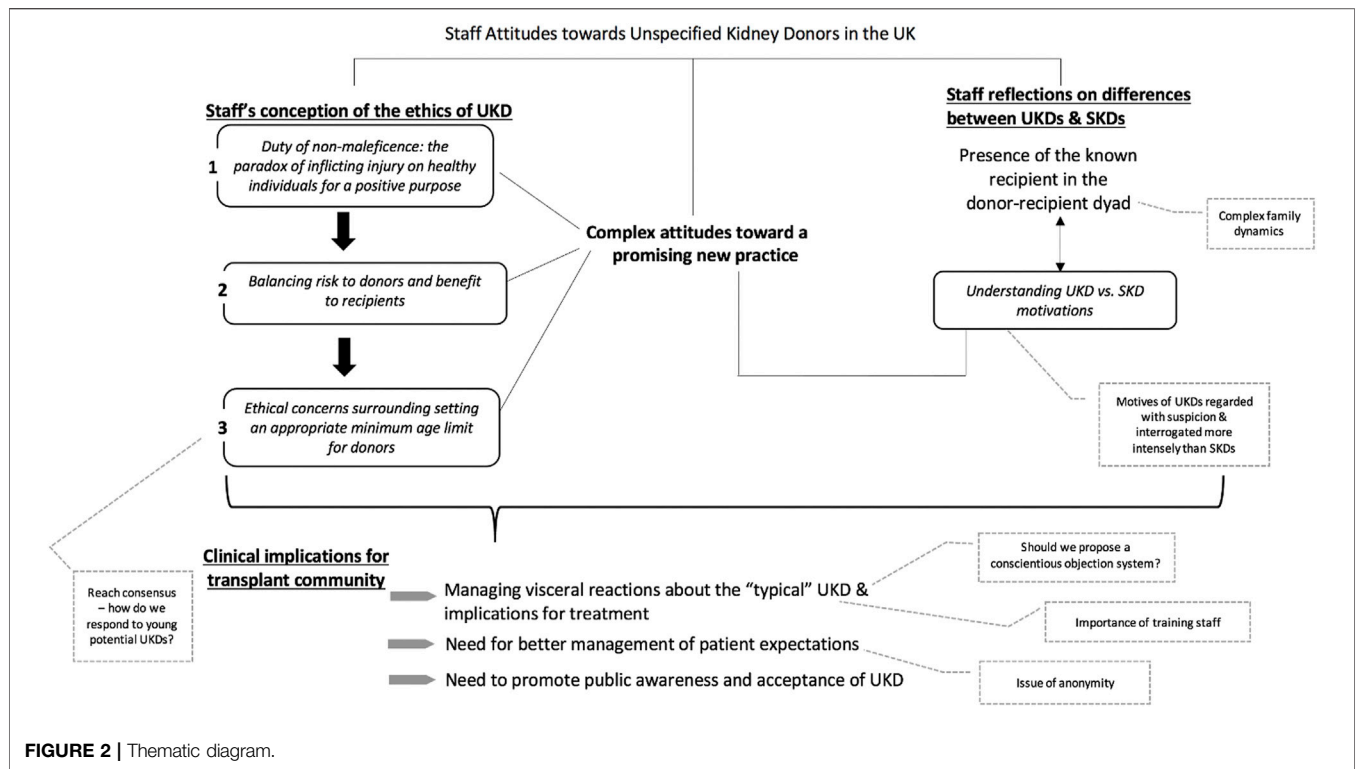 Staff Attitudes towards Unspecified Kidney Donors in the UK
Staff's conception of the ethics of UKD
1
Duty of non-maleficence: the
paradox of inflicting injury on healthy
individuals for a positive purpose
2
Balancing risk to donors and benefit
to recipients
3
Ethical concerns surrounding setting
an appropriate minimum age limit
for donors
Complex attitudes toward a
promising new practice
Staff reflections on differences
between UKDs & SKDs
Presence of the known
recipient in the
donor-recipient dyad
Complex family
dynamics
Understanding UKD vs. SKD
motivations
Motives of UKDs regarded
with suspicion &
interrogated more
intensely than SKDs
Reach consensus
– how do we
respond to young
potential UKDs?
Clinical implications for
transplant community
Managing visceral reactions about the “typical” UKD &
implications for treatment
Need for better management of patient expectations
Need to promote public awareness and acceptance of UKD
Should we propose a
conscientious objection system?
Importance of training staff
Issue of anonymity
FIGURE 2 | Thematic diagram.